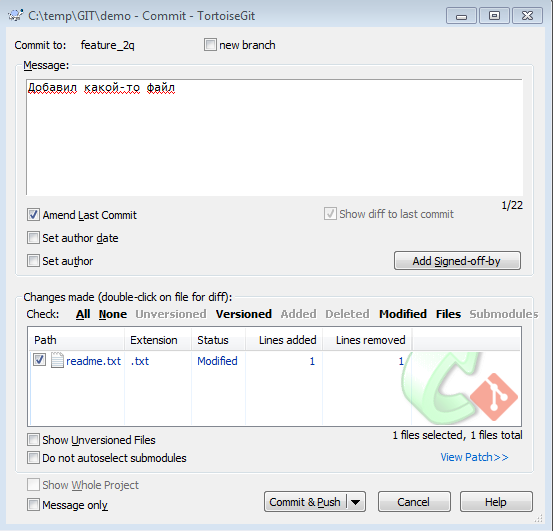 C:\temp\GIT\demo - Commit - TortoiseGit
Commit to: feature_2q new branch
Message:
Добавил какой-то файл
1/22
Amend Last Commit Show diff to last commit
Set author date
Set author Add Signed-off-by
Changes made (double-click on file for diff):
Check: All None Unversioned Versioned Added Deleted Modified Files Submodules
Path Extension Status Lines added Lines removed
readme.txt .txt Modified 1 1
Show Unversioned Files 1 files selected, 1 files total
Do not autoselect submodules View Patch>>
Show Whole Project
Message only Commit & Push Cancel Help